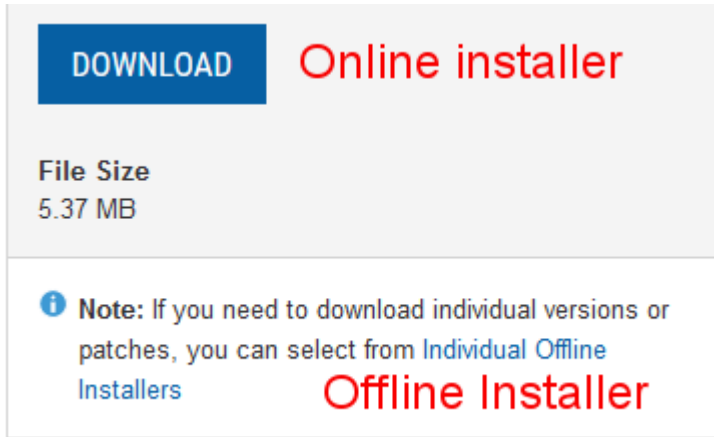 DOWNLOAD Online installer
File Size
5.37 MB
Note: If you need to download individual versions or
patches, you can select from Individual Offline
Installers Offline Installer